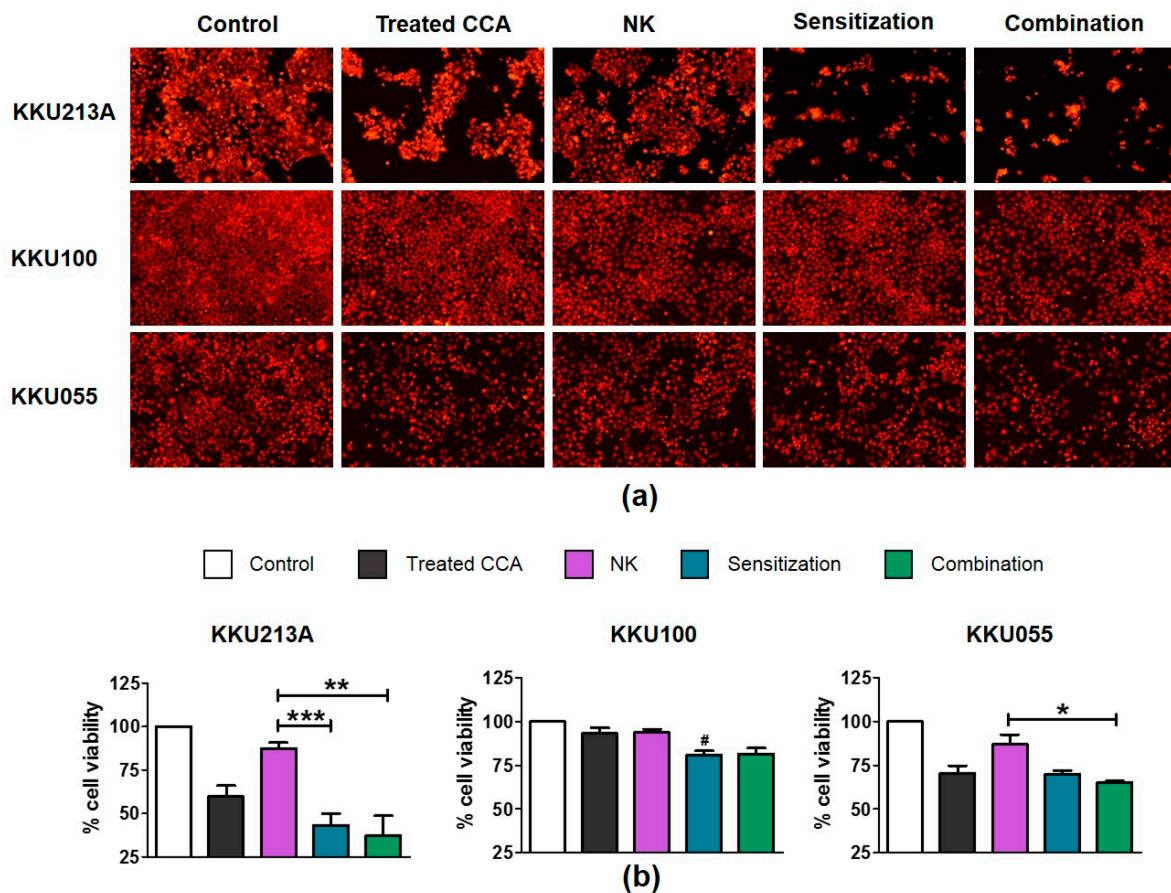 Control Treated CCA NK Sensitization Combination
KKU213A
KKU100
KKU055
(a)
Control Treated CCA NK Sensitization Combination
KKU213A KKU100 KKU055
% cell viability
125
100
75
50
25
***
**
% cell viability
125
100
75
50
25
#
% cell viability
125
100
75
50
25
*
(b)